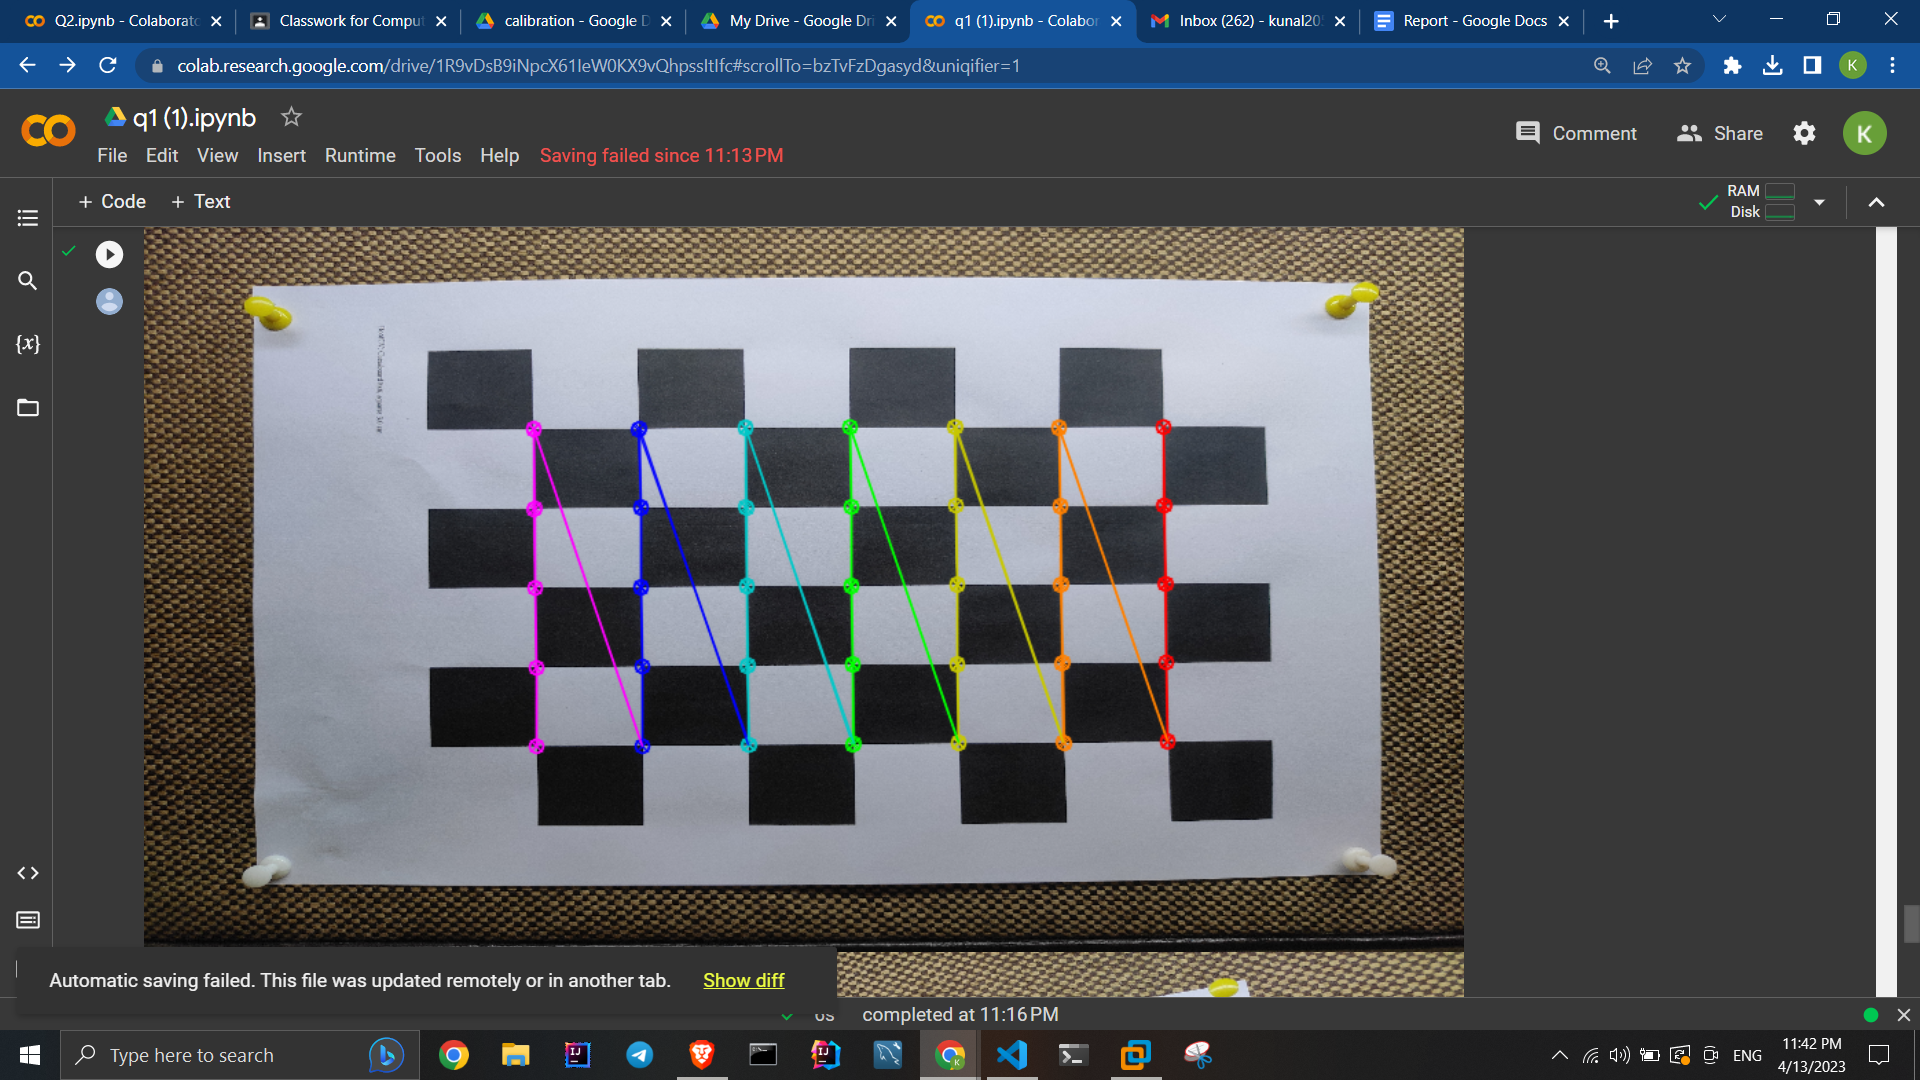 Q2.ipynb - Colaborato
Classwork for Comput
calibration - Google D
My Drive - Google Dri
q1 (1).ipynb - Colabor
Inbox (262) - kunal20
Report - Google Docs
colab.research.google.com/drive/1R9vDsB9iNpcX61IeW0KX9vQhpssItIfc#scrollTo=bzTvFzDgasyd&uniqifier=1
K
q1 (1).ipynb
Comment
Share
K
File Edit View Insert Runtime Tools Help Saving failed since 11:13 PM
+ Code + Text
RAM
Disk
{x}
Automatic saving failed. This file was updated remotely or in another tab. Show diff
completed at 11:16 PM
Type here to search
ENG
11:42 PM
4/13/2023